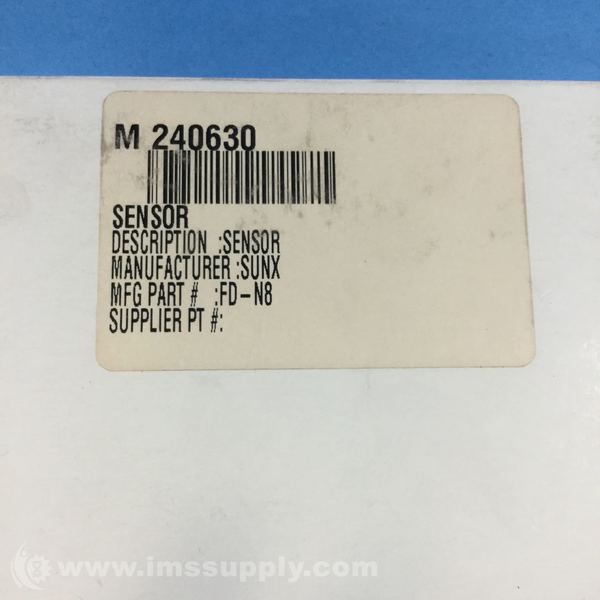 M 240630
SENSOR
DESCRIPTION :SENSOR
MANUFACTURER :SUNX
MFG PART # :FD-N8
SUPPLIER PT #:
www.imssupply.com